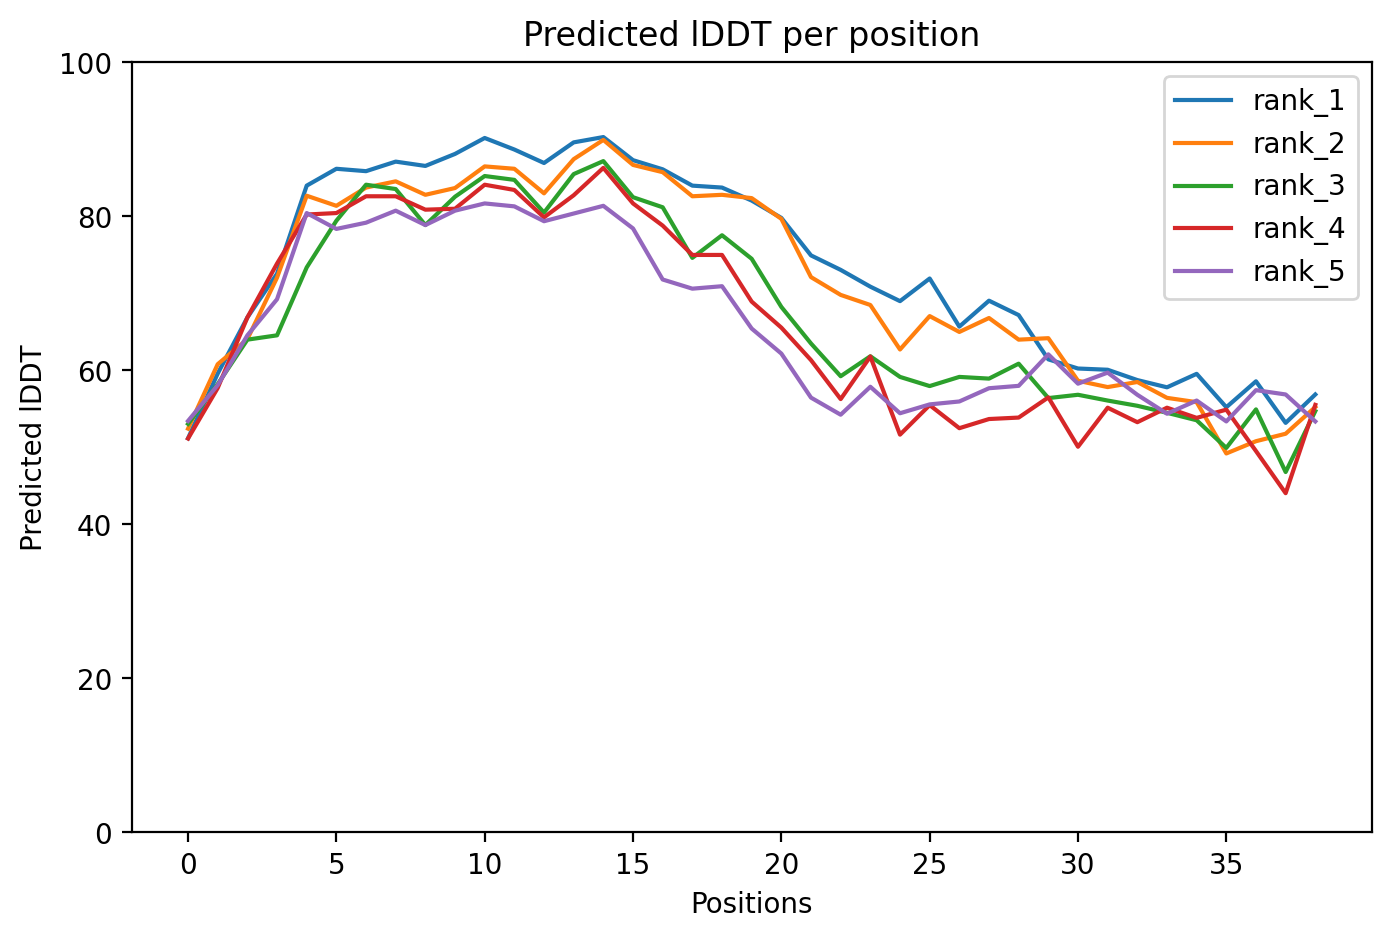 Predicted lDDT per position
100
80
60
40
20
0
Predicted lDDT
rank_1
rank_2
rank_3
rank_4
rank_5
0 5 10 15 20 25 30 35
Positions